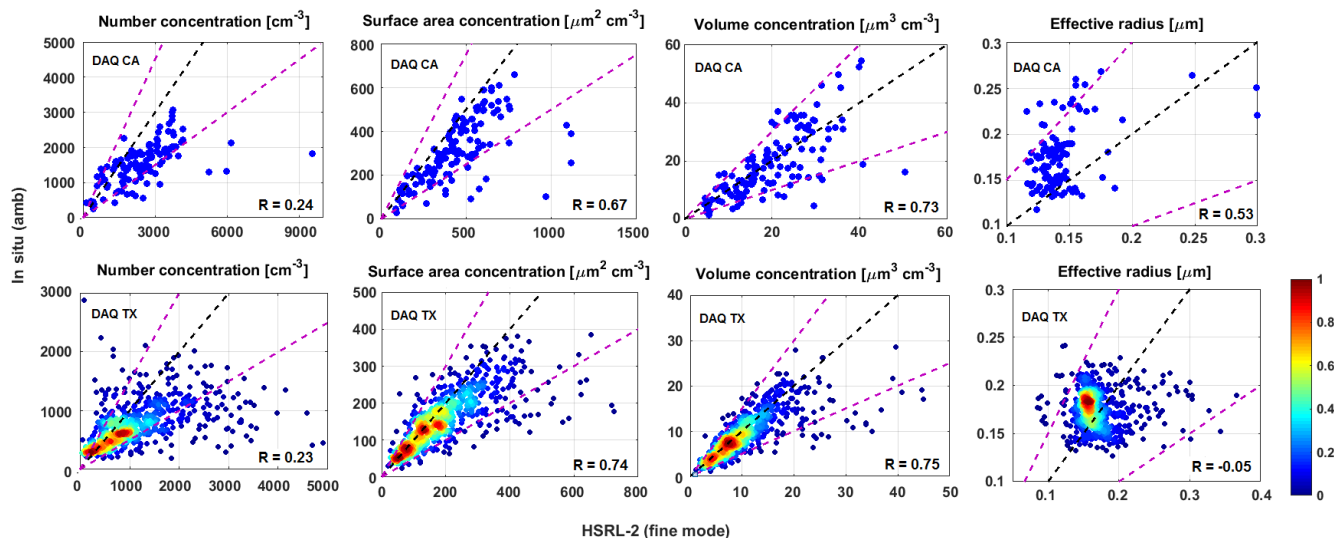 Number concentration [cm⁻³]
Surface area concentration [μm² cm⁻³]
Volume concentration [μm³ cm⁻³]
Effective radius [μm]
5000
4000
3000
2000
1000
0
DAQ CA
R = 0.24
0 3000 6000 9000
800
600
400
200
0
DAQ CA
R = 0.67
0 500 1000 1500
60
40
20
0
DAQ CA
R = 0.73
0 20 40 60
0.3
0.25
0.2
0.15
0.1
DAQ CA
R = 0.53
0.1 0.15 0.2 0.25 0.3
In situ (amb)
Number concentration [cm⁻³]
Surface area concentration [μm² cm⁻³]
Volume concentration [μm³ cm⁻³]
Effective radius [μm]
3000
2000
1000
0
DAQ TX
R = 0.23
0 1000 2000 3000 4000 5000
500
400
300
200
100
0
DAQ TX
R = 0.74
0 200 400 600 800
40
30
20
10
0
DAQ TX
R = 0.75
0 10 20 30 40 50
0.3
0.25
0.2
0.15
0.1
DAQ TX
R = -0.05
0.1 0.2 0.3 0.4
1
0.8
0.6
0.4
0.2
0
HSRL-2 (fine mode)